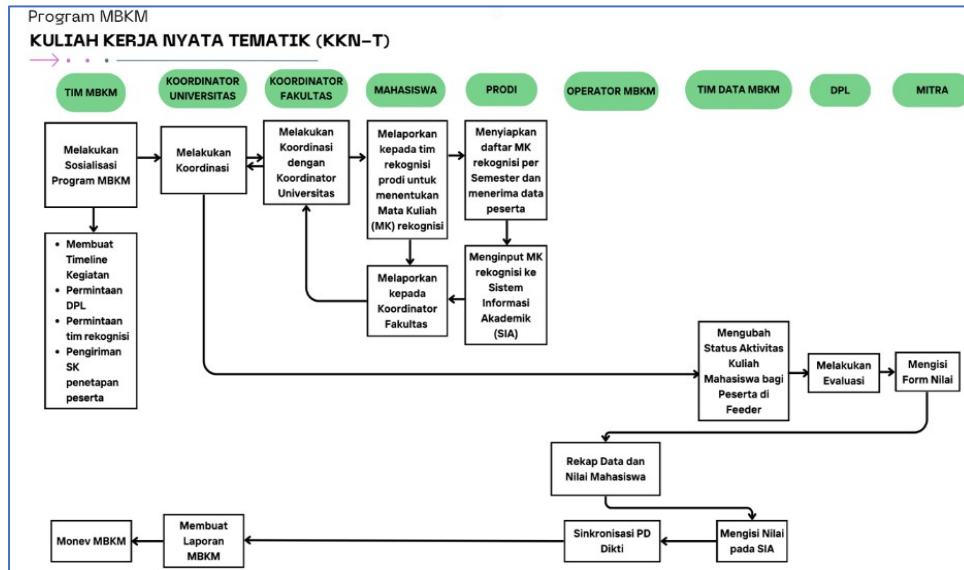 Program MBKM
KULIAH KERJA NYATA TEMATIK (KKN-T)
TIM MBKM
KOORDINATOR
UNIVERSITAS
KOORDINATOR
FAKULTAS
MAHASISWA
PRODI
OPERATOR MBKM
TIM DATA MBKM
DPL
MITRA
Melakukan
Sosialisasi
Program MBKM
Melakukan
Koordinasi
Melakukan
Koordinasi
dengan
Koordinator
Universitas
Melaporkan
kepada tim
rekognisi
prodi untuk
menentukan
Mata Kuliah
(MK) rekognisi
Menyiapkan
daftar MK
rekognisi per
Semester dan
menerima data
peserta
• Membuat
Timeline
Kegiatan
• Permintaan
DPL
• Permintaan
tim rekognisi
• Pengiriman
SK
penetapan
peserta
Melaporkan
kepada
Koordinator
Fakultas
Menginput MK
rekognisi ke
Sistem
Informasi
Akademik
(SIA)
Mengubah
Status Aktivitas
Kuliah
Mahasiswa bagi
Peserta di
Feeder
Melakukan
Evaluasi
Mengisi
Form Nilai
Rekap Data dan
Nilai Mahasiswa
Mengisi Nilai
pada SIA
Sinkronisasi PD
Dikti
Membuat
Laporan
MBKM
Monev MBKM